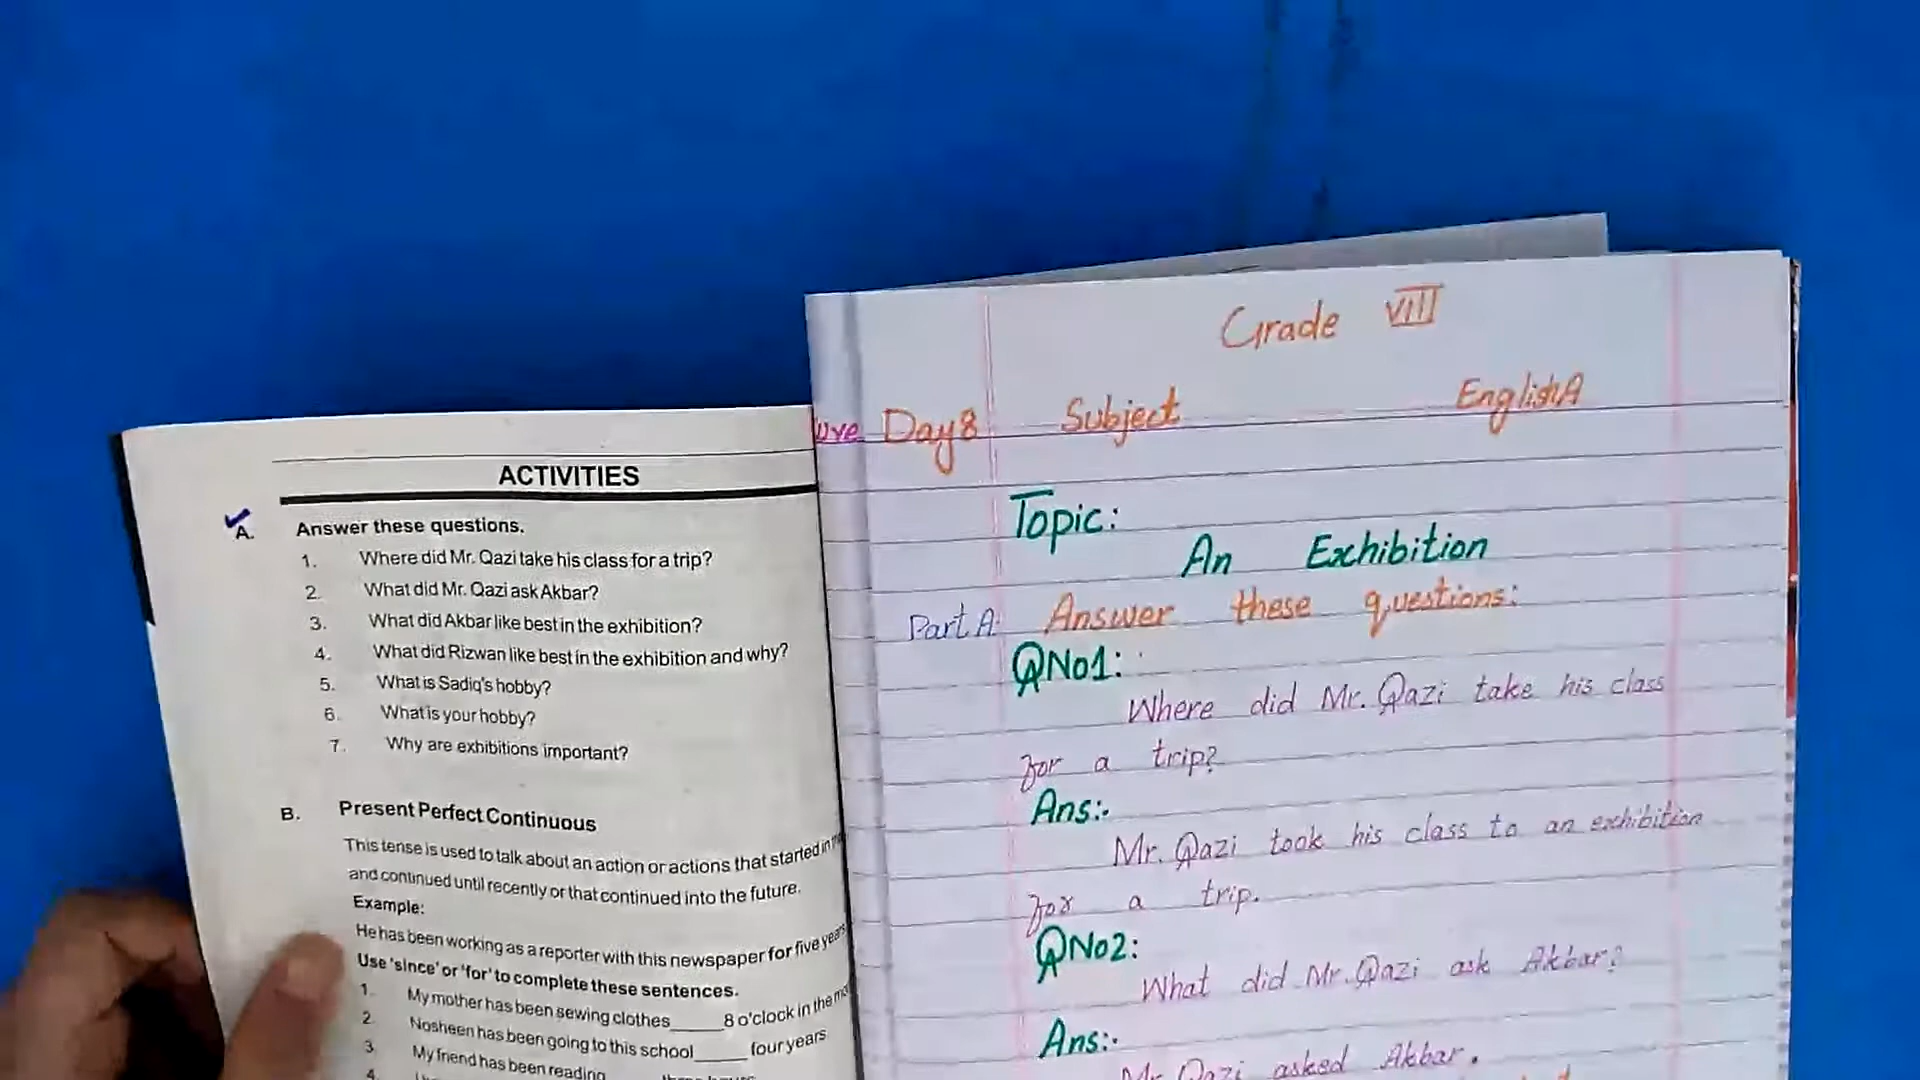 ACTIVITIES
A. Answer these questions.
1. Where did Mr. Qazi take his class for a trip?
2. What did Mr. Qazi ask Akbar?
3. What did Akbar like best in the exhibition?
4. What did Rizwan like best in the exhibition and why?
5. What is Sadiq's hobby?
6. What is your hobby?
7. Why are exhibitions important?
B. Present Perfect Continuous
This tense is used to talk about an action or actions that started in
and continued until recently or that continued into the future.
Example:
He has been working as a reporter with this newspaper for five years
Use 'since' or 'for' to complete these sentences.
1. My mother has been sewing clothes_____8 o'clock in the
2. Nosheen has been going to this school_____four years
3. My friend has been reading
4.
Grade VIII
Day 8 Subject English A
Topic:
An Exhibition
Part A: Answer these questions:
QNo1:
Where did Mr. Qazi take his class
for a trip?
Ans:.
Mr. Qazi took his class to an exhibition
for a trip.
QNo2:
What did Mr. Qazi ask Akbar?
Ans:.
Mr. Qazi asked Akbar.